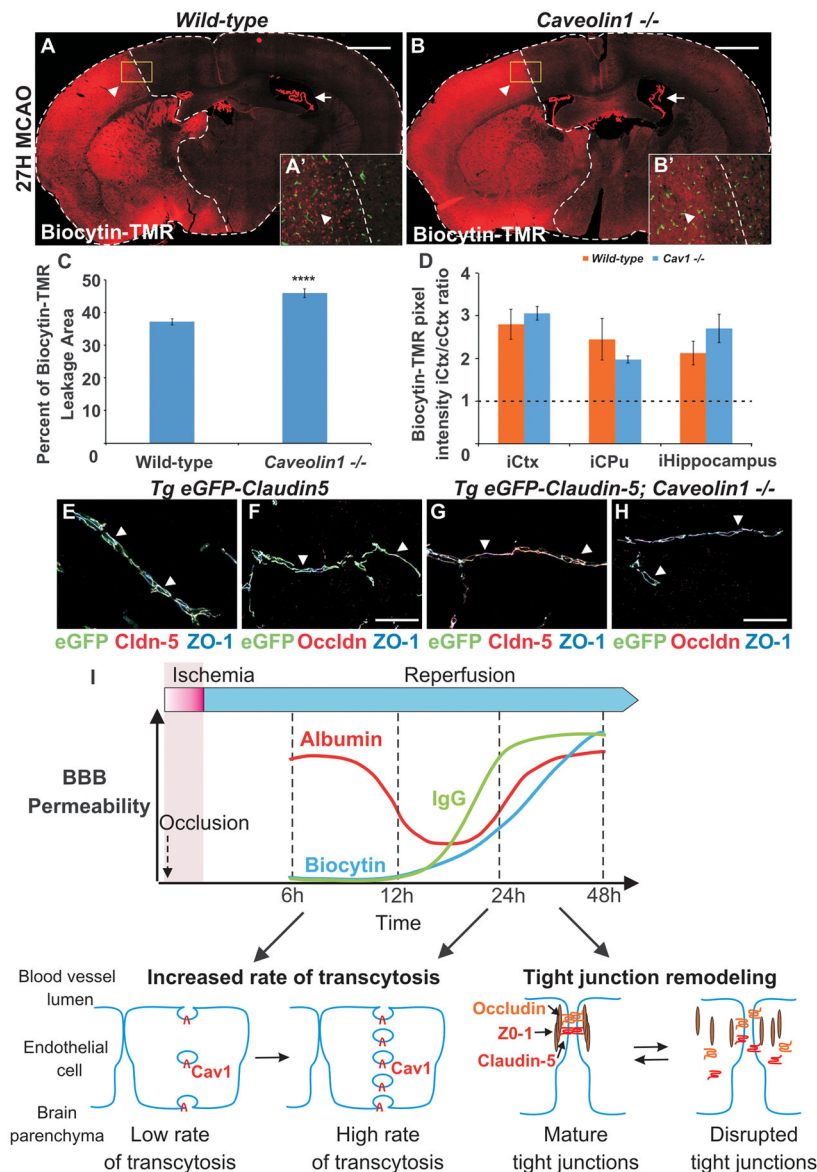 Wild-type
Caveolin1 -/-
27H MCAO
A
B
A'
B'
Biocytin-TMR
Biocytin-TMR
C
Percent of Biocytin-TMR
Leakage Area
50
40
30
20
10
0
****
Wild-type
Caveolin1 -/-
D
Wild-type
Cav1 -/-
Biocytin-TMR pixel
intensity iCtx/cCtx ratio
4
3
2
1
0
iCtx
iCPu
iHippocampus
Tg eGFP-Claudin5
Tg eGFP-Claudin-5; Caveolin1 -/-
E
F
G
H
eGFP Cldn-5 ZO-1
eGFP Occldn ZO-1
eGFP Cldn-5 ZO-1
eGFP Occldn ZO-1
I
Ischemia
Reperfusion
BBB
Permeability
Albumin
IgG
Biocytin
Occlusion
6h
12h
24h
48h
Time
Increased rate of transcytosis
Tight junction remodeling
Blood vessel
lumen
Endothelial
cell
Brain
parenchyma
Cav1
Cav1
Occludin
Z0-1
Claudin-5
Low rate
of transcytosis
High rate
of transcytosis
Mature
tight junctions
Disrupted
tight junctions